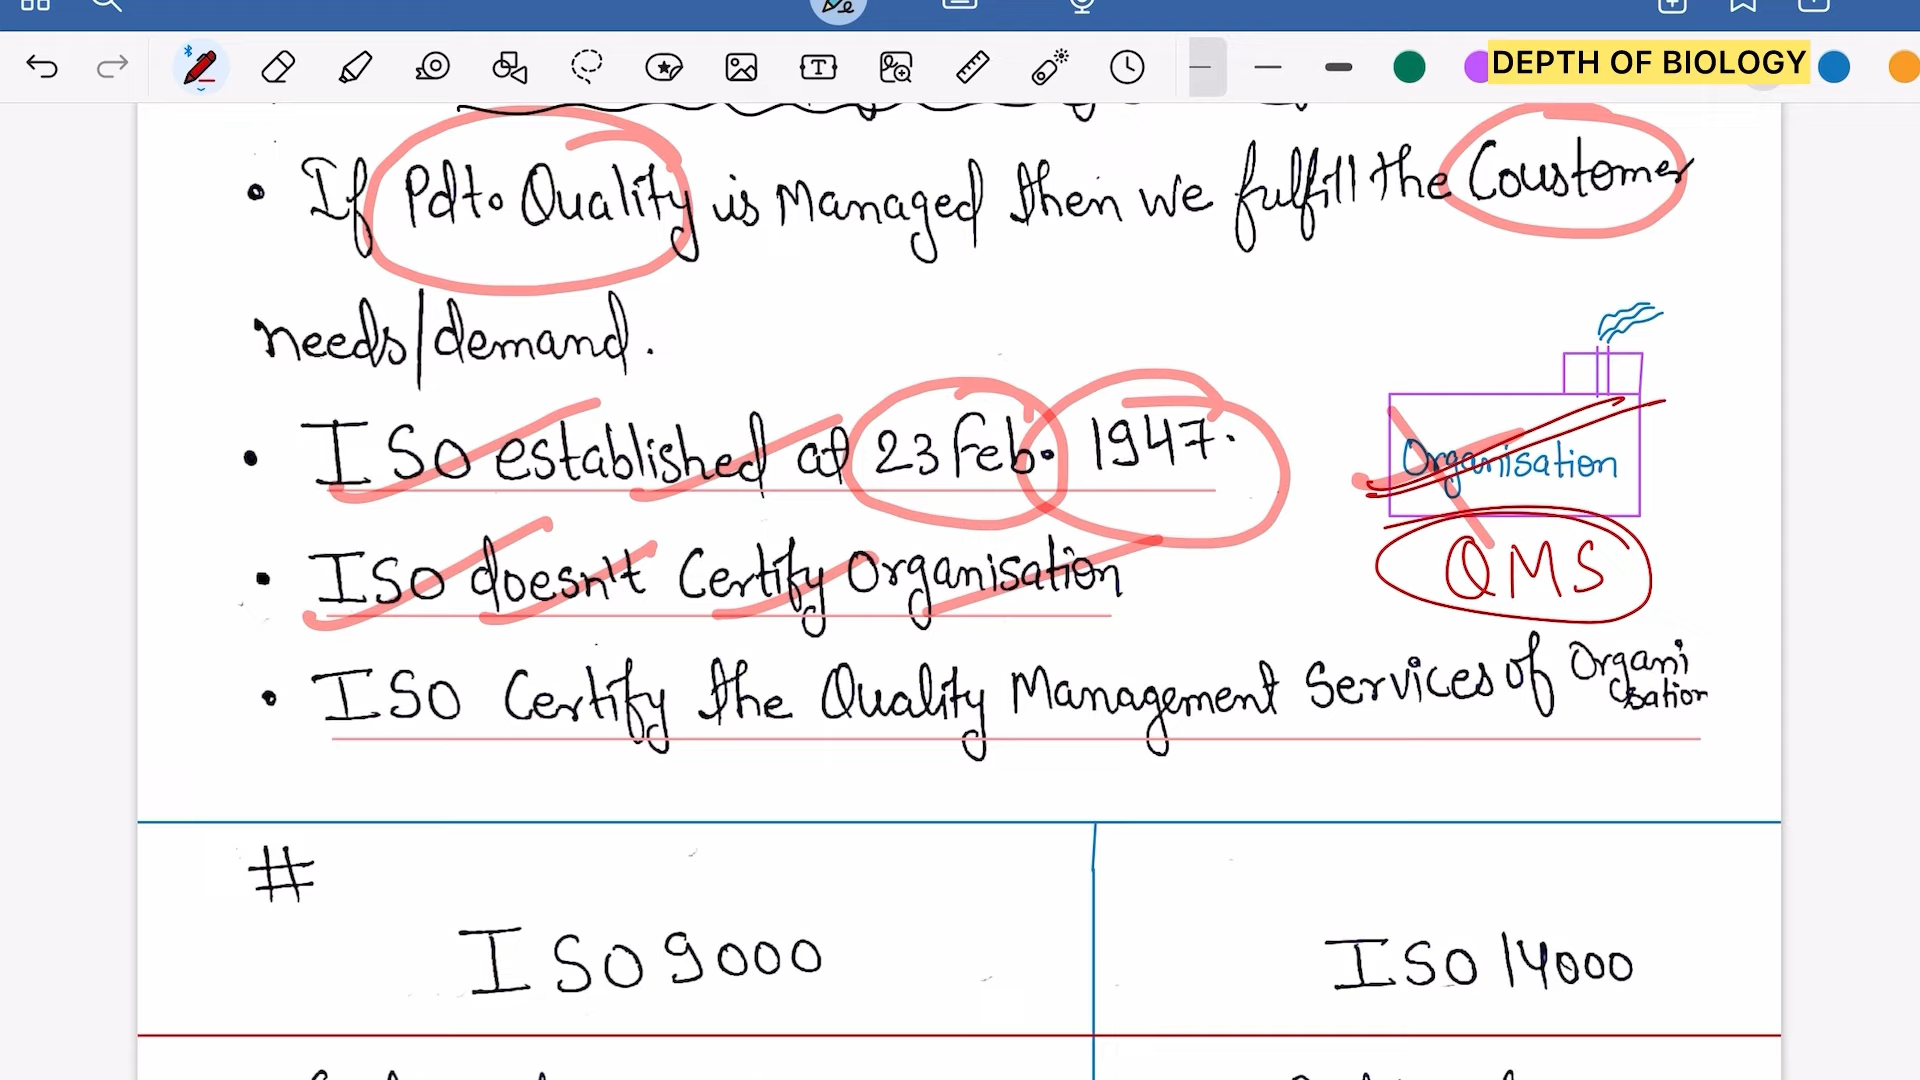 DEPTH OF BIOLOGY
• If Pdt. Quality is Managed then we fulfill the Coustomer
needs/demand.
• ISO established at 23 Feb. 1947.
Organisation
• ISO doesn't Certify Organisation
QMS
• ISO Certify the Quality Management Services of Organi
sation
#
ISO 9000
ISO 14000